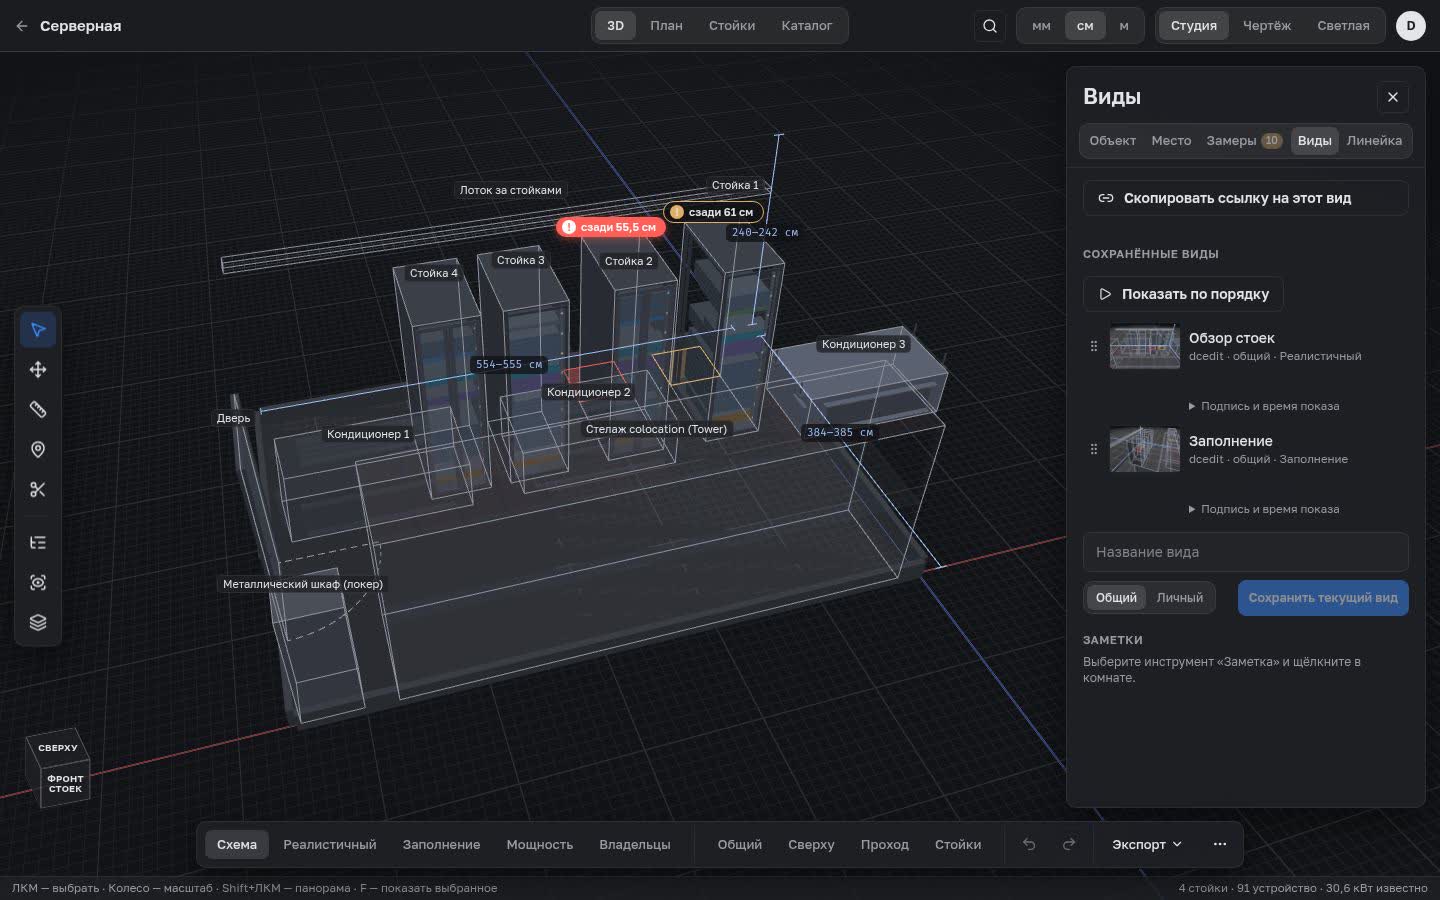 Серверная
3D План Стойки Каталог
мм см м
Студия Чертёж Светлая
D
Виды
Объект Место Замеры 10 Виды Линейка
Скопировать ссылку на этот вид
СОХРАНЁННЫЕ ВИДЫ
Показать по порядку
Обзор стоек
dcedit · общий · Реалистичный
Подпись и время показа
Заполнение
dcedit · общий · Заполнение
Подпись и время показа
Название вида
Общий Личный
Сохранить текущий вид
ЗАМЕТКИ
Выберите инструмент «Заметка» и щёлкните в
комнате.
Лоток за стойками
Стойка 1
! сзади 61 см
! сзади 55,5 см
240–242 см
Стойка 4
Стойка 3
Стойка 2
Кондиционер 3
554–555 см
Кондиционер 2
Дверь
Кондиционер 1
Стелаж colocation (Tower)
384–385 см
Металлический шкаф (локер)
СВЕРХУ
ФРОНТ
СТОЕК
Схема Реалистичный Заполнение Мощность Владельцы Общий Сверху Проход Стойки Экспорт
ЛКМ — выбрать · Колесо — масштаб · Shift+ЛКМ — панорама · F — показать выбранное
4 стойки · 91 устройство · 30,6 кВт известно